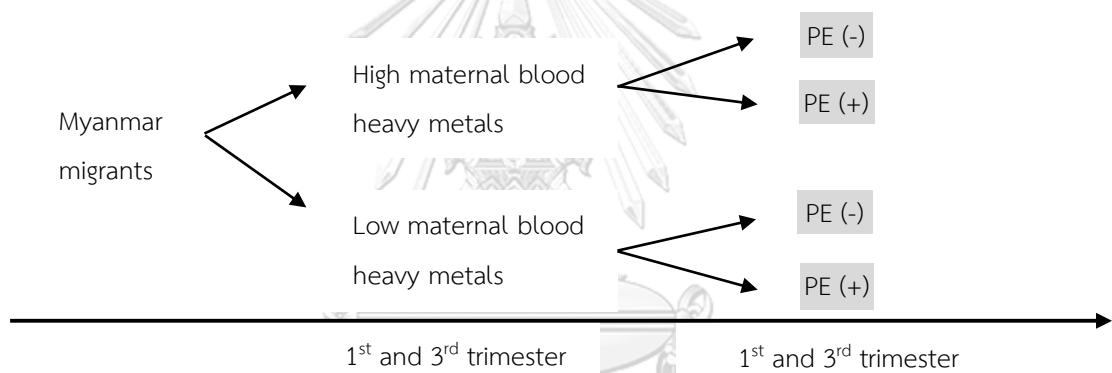 PE (-)
High maternal blood
heavy metals
PE (+)
Myanmar
migrants
Low maternal blood
heavy metals
PE (-)
PE (+)
1st and 3rd trimester
1st and 3rd trimester